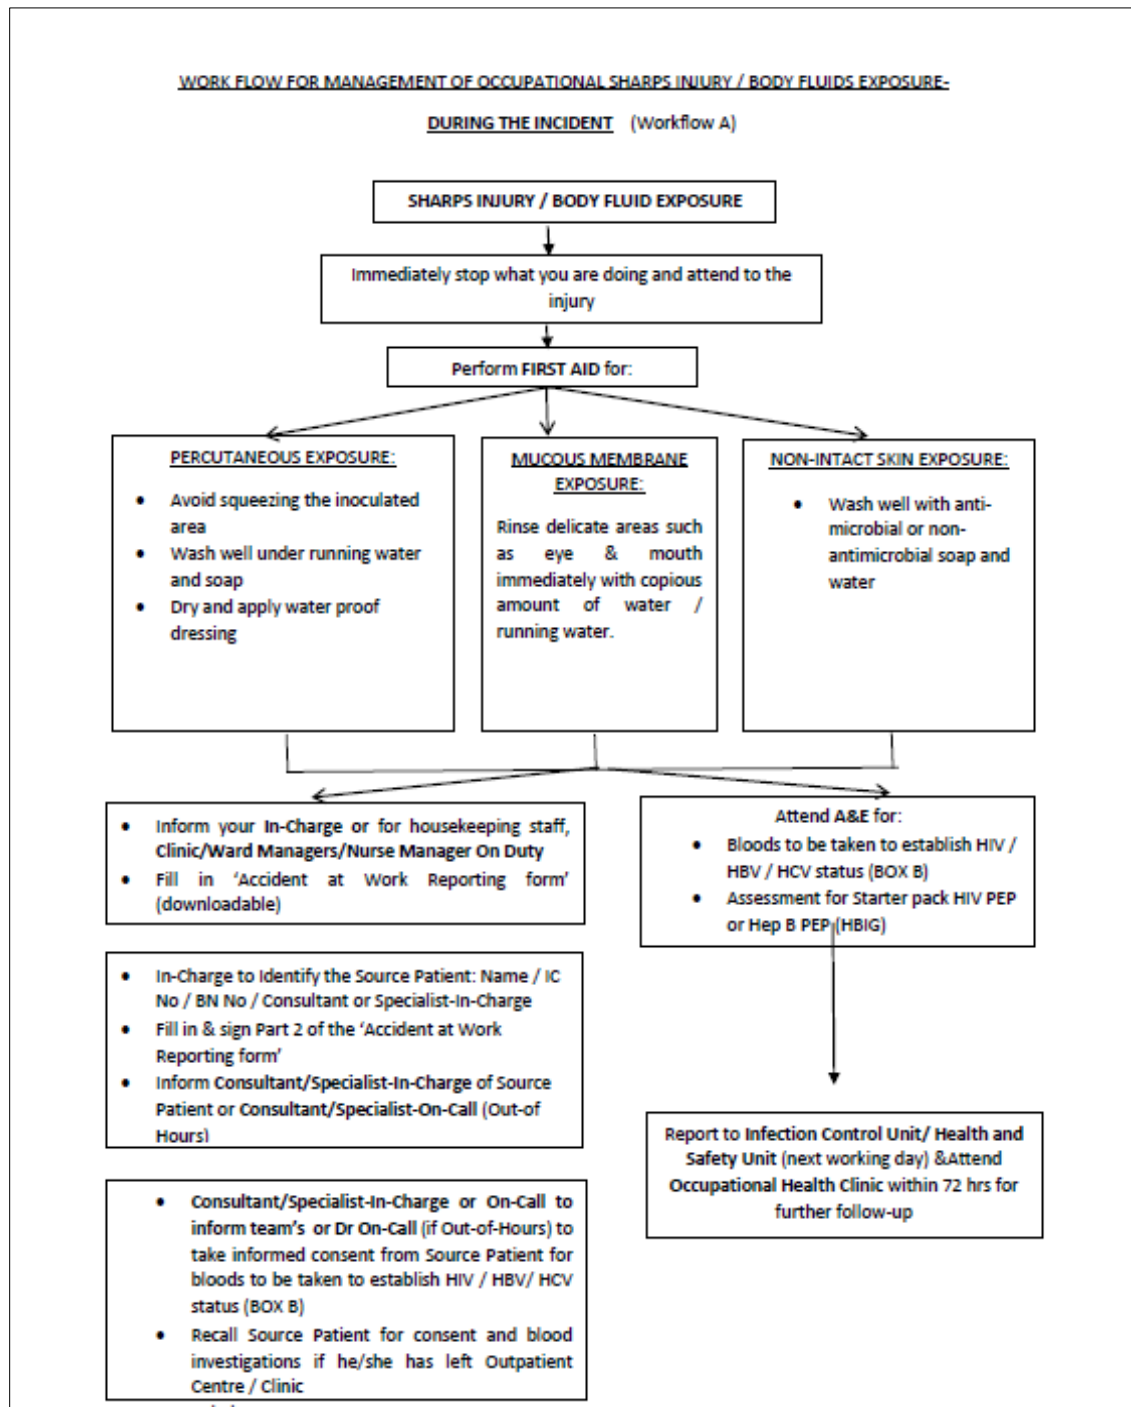 WORK FLOW FOR MANAGEMENT OF OCCUPATIONAL SHARPS INJURY / BODY FLUIDS EXPOSURE-
DURING THE INCIDENT (Workflow A)
SHARPS INJURY / BODY FLUID EXPOSURE
Immediately stop what you are doing and attend to the
injury
Perform FIRST AID for:
PERCUTANEOUS EXPOSURE:
• Avoid squeezing the inoculated
area
• Wash well under running water
and soap
• Dry and apply water proof
dressing
MUCOUS MEMBRANE
EXPOSURE:
Rinse delicate areas such
as eye & mouth
immediately with copious
amount of water /
running water.
NON-INTACT SKIN EXPOSURE:
• Wash well with anti-
microbial or non-
antimicrobial soap and
water
• Inform your In-Charge or for housekeeping staff,
Clinic/Ward Managers/Nurse Manager On Duty
• Fill in 'Accident at Work Reporting form'
(downloadable)
Attend A&E for:
• Bloods to be taken to establish HIV /
HBV / HCV status (BOX B)
• Assessment for Starter pack HIV PEP
or Hep B PEP (HBIG)
• In-Charge to Identify the Source Patient: Name / IC
No / BN No / Consultant or Specialist-In-Charge
• Fill in & sign Part 2 of the 'Accident at Work
Reporting form'
• Inform Consultant/Specialist-In-Charge of Source
Patient or Consultant/Specialist-On-Call (Out-of
Hours)
Report to Infection Control Unit/ Health and
Safety Unit (next working day) &Attend
Occupational Health Clinic within 72 hrs for
further follow-up
• Consultant/Specialist-In-Charge or On-Call to
inform team's or Dr On-Call (if Out-of-Hours) to
take informed consent from Source Patient for
bloods to be taken to establish HIV / HBV/ HCV
status (BOX B)
• Recall Source Patient for consent and blood
investigations if he/she has left Outpatient
Centre / Clinic